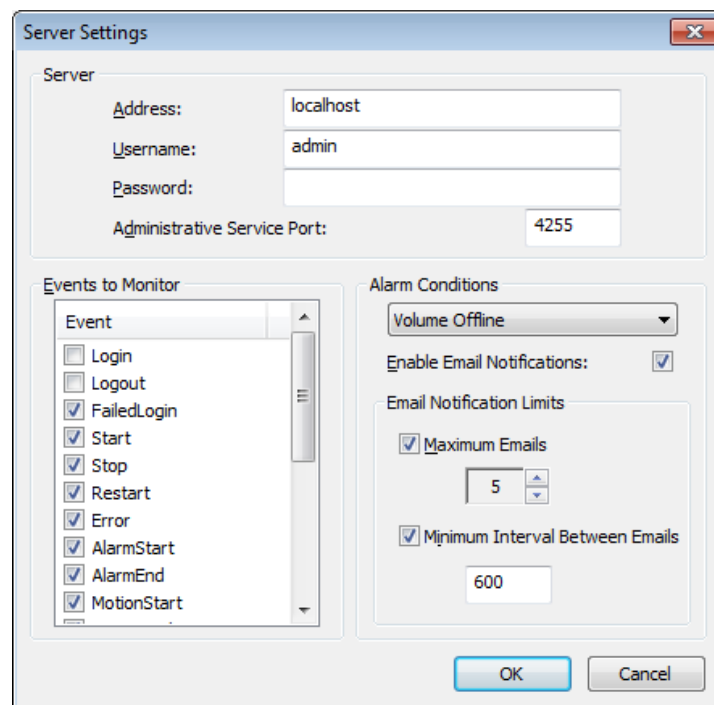 Server Settings
Server
Address:
localhost
Username:
admin
Password:
Administrative Service Port:
4255
Events to Monitor
Event
Login
Logout
FailedLogin
Start
Stop
Restart
Error
AlarmStart
AlarmEnd
MotionStart
Alarm Conditions
Volume Offline
Enable Email Notifications:
Email Notification Limits
Maximum Emails
5
Minimum Interval Between Emails
600
OK
Cancel